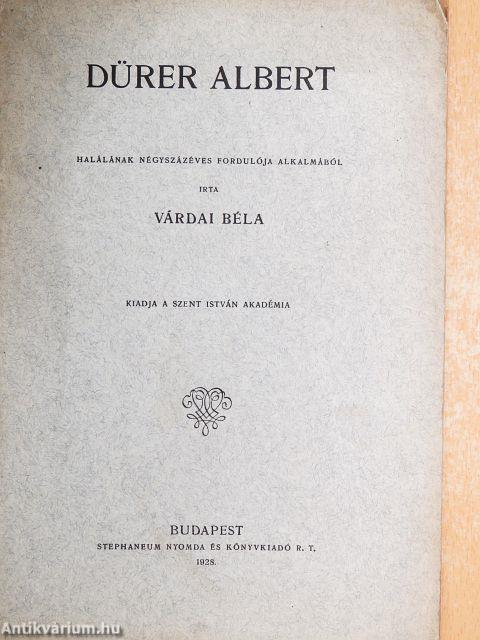 DÜRER ALBERT
HALÁLÁNAK NÉGYSZÁZÉVES FORDULÓJA ALKALMÁBÓL
IRTA
VÁRDAI BÉLA
KIADJA A SZENT ISTVÁN AKADÉMIA
BUDAPEST
STEPHANEUM NYOMDA ÉS KÖNYVKIADÓ R. T.
1928.
Antikvárium.hu